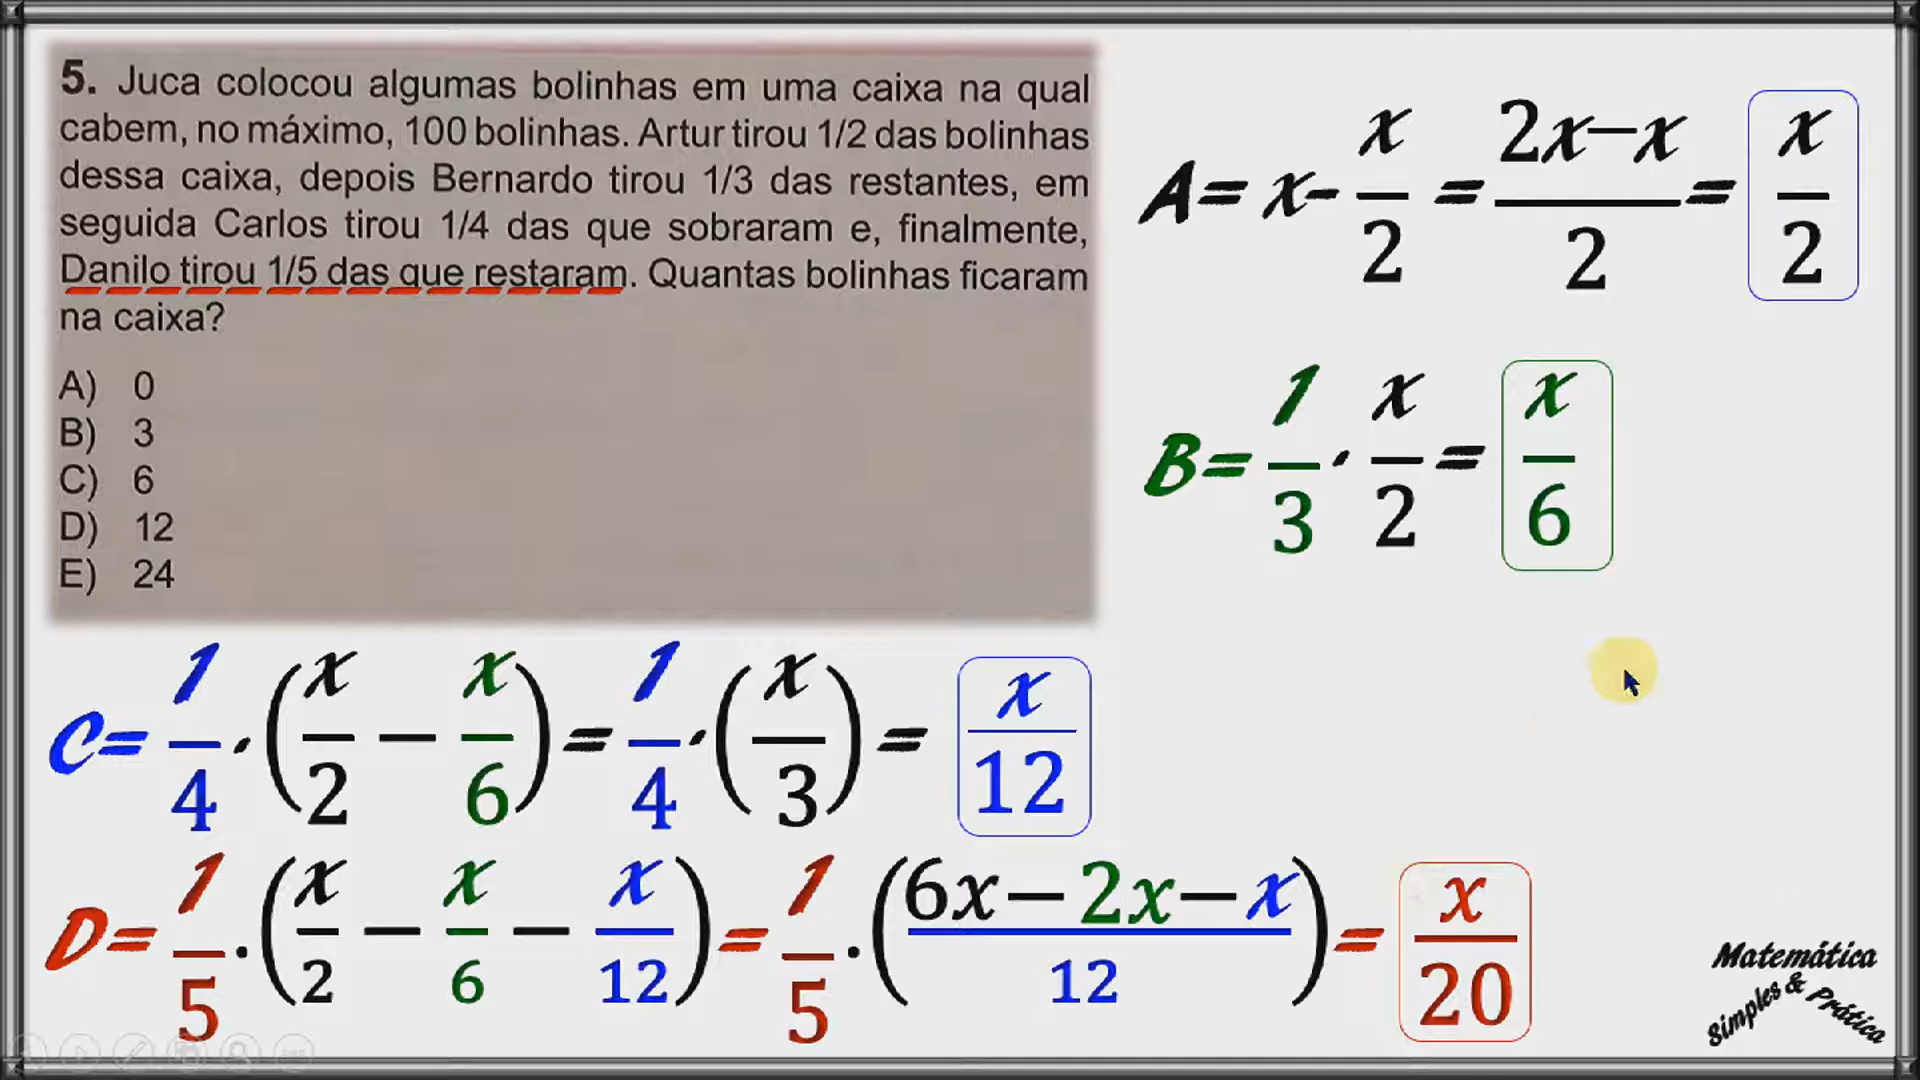 5. Juca colocou algumas bolinhas em uma caixa na qual
cabem, no máximo, 100 bolinhas. Artur tirou 1/2 das bolinhas
dessa caixa, depois Bernardo tirou 1/3 das restantes, em
seguida Carlos tirou 1/4 das que sobraram e, finalmente,
Danilo tirou 1/5 das que restaram. Quantas bolinhas ficaram
na caixa?
A) 0
B) 3
C) 6
D) 12
E) 24
A= x- x/2 = (2x-x)/2 = x/2
B= 1/3 · x/2 = x/6
C= 1/4 · (x/2 - x/6) = 1/4 · (x/3) = x/12
D= 1/5 · (x/2 - x/6 - x/12) = 1/5 · ((6x-2x-x)/12) = x/20
Matemática
Simples & Prática